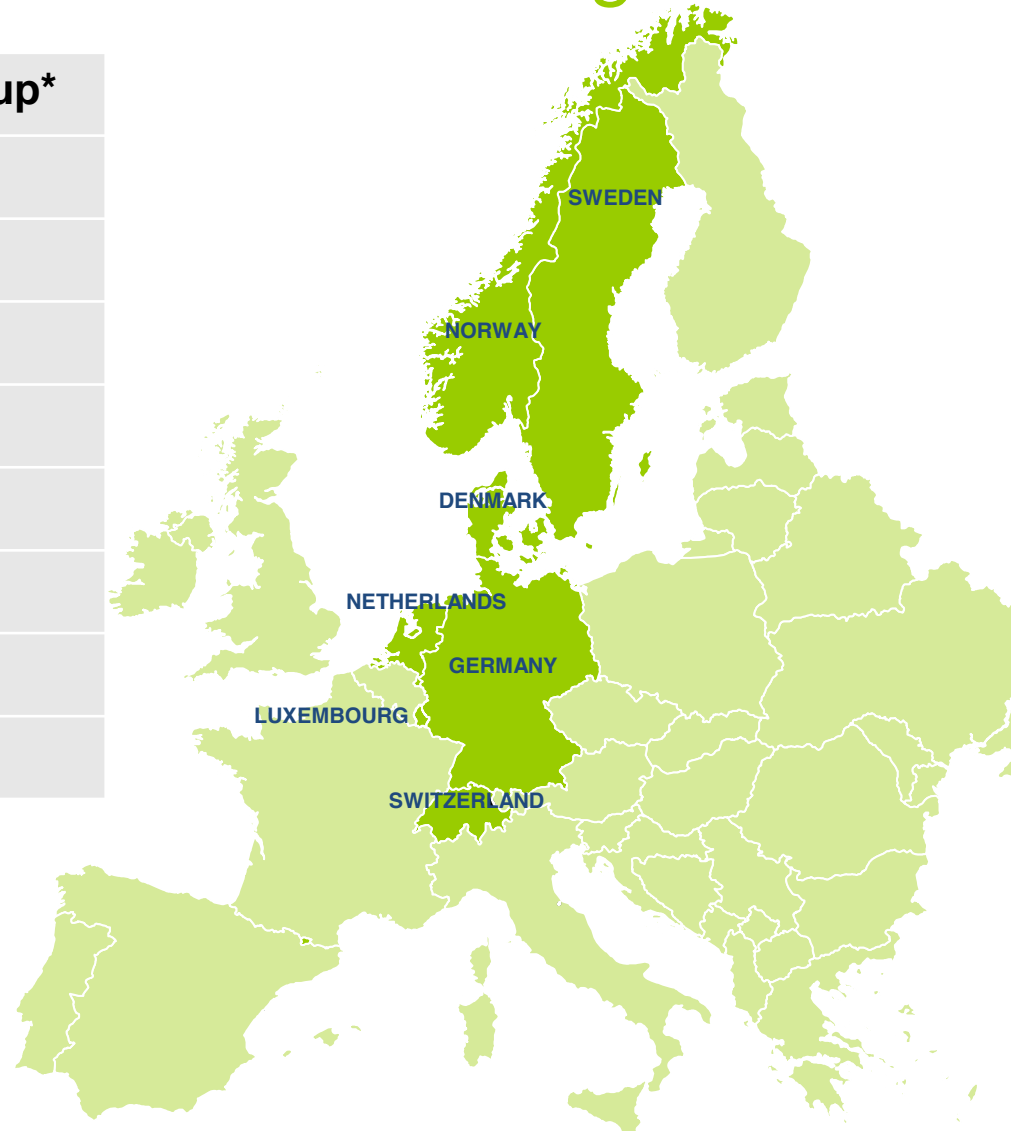 up*
SWEDEN
NORWAY
DENMARK
NETHERLANDS
GERMANY
LUXEMBOURG
SWITZERLAND